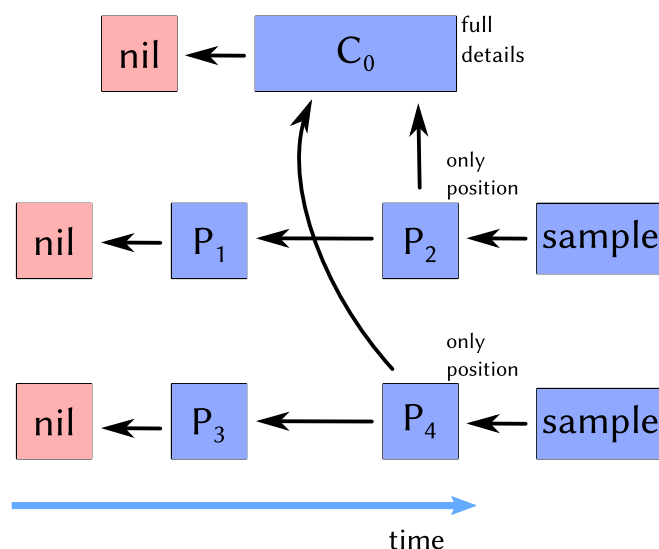 nil
C₀
full
details
only
position
nil
P₁
P₂
sample
only
position
nil
P₃
P₄
sample
time